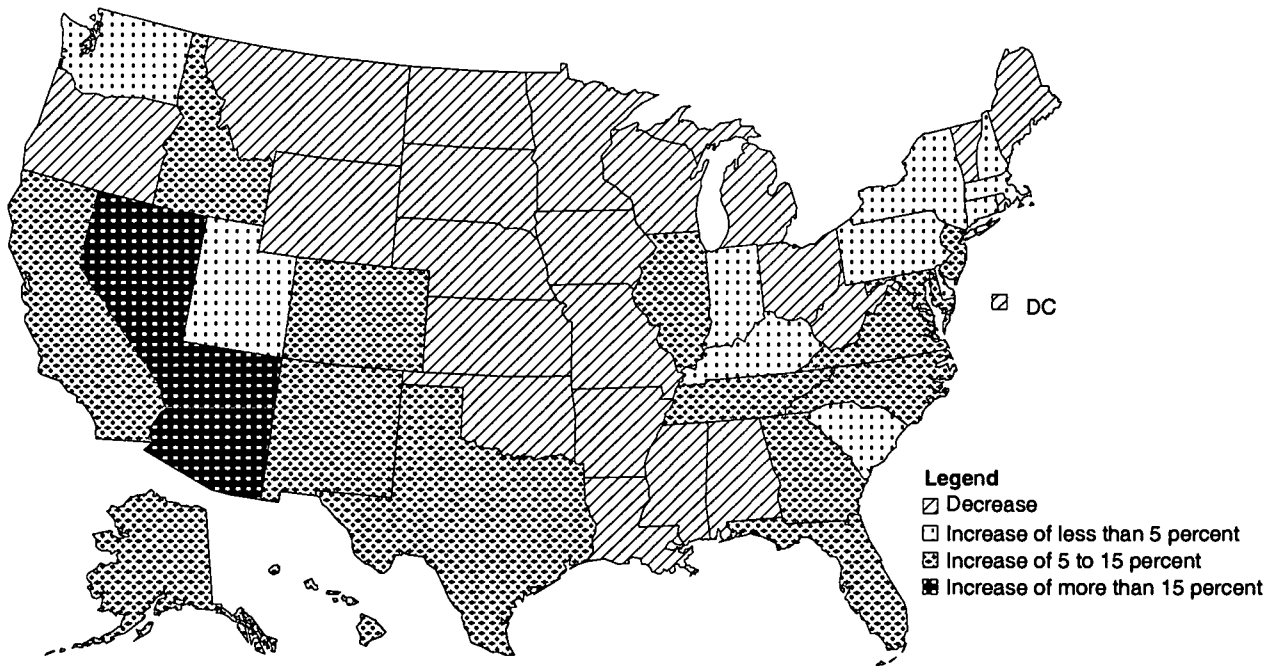 DC
Legend
Decrease
Increase of less than 5 percent
Increase of 5 to 15 percent
Increase of more than 15 percent